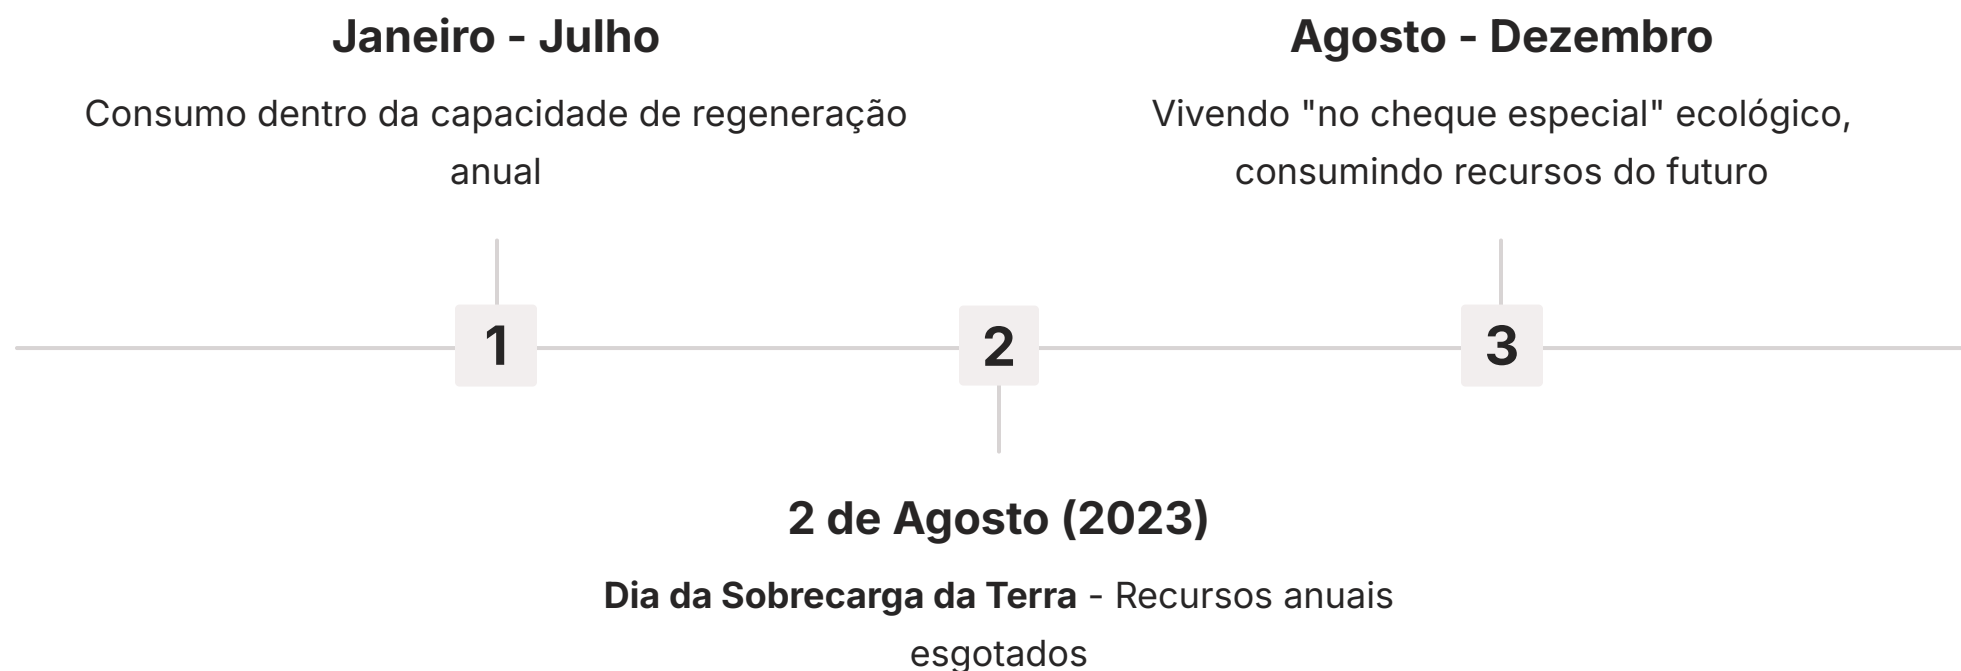 Janeiro - Julho
Consumo dentro da capacidade de regeneração
anual
Agosto - Dezembro
Vivendo "no cheque especial" ecológico,
consumindo recursos do futuro
1
2
3
2 de Agosto (2023)
Dia da Sobrecarga da Terra - Recursos anuais
esgotados